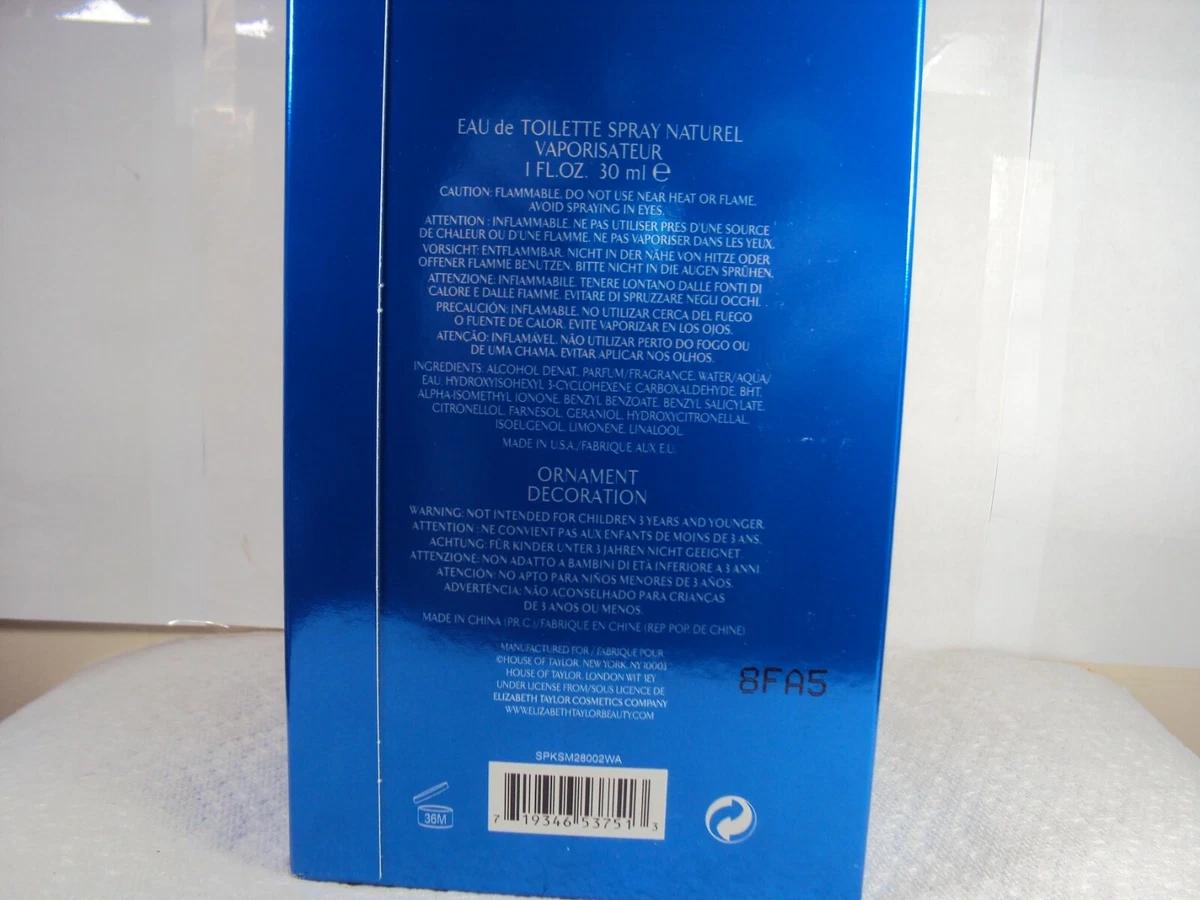 EAU de TOILETTE SPRAY NATUREL
VAPORISATEUR
1 FL.OZ. 30 ml ℮
CAUTION: FLAMMABLE. DO NOT USE NEAR HEAT OR FLAME.
AVOID SPRAYING IN EYES.
ATTENTION : INFLAMMABLE. NE PAS UTILISER PRES D'UNE SOURCE
DE CHALEUR OU D'UNE FLAMME. NE PAS VAPORISER DANS LES YEUX.
VORSICHT: ENTFLAMMBAR. NICHT IN DER NÄHE VON HITZE ODER
OFFENER FLAMME BENUTZEN. BITTE NICHT IN DIE AUGEN SPRÜHEN.
ATTENZIONE: INFIAMMABILE. TENERE LONTANO DALLE FONTI DI
CALORE E DALLE FIAMME. EVITARE DI SPRUZZARE NEGLI OCCHI.
PRECAUCIÓN: INFLAMABLE. NO UTILIZAR CERCA DEL FUEGO
O FUENTE DE CALOR. EVITE VAPORIZAR EN LOS OJOS.
ATENÇÃO: INFLAMÁVEL. NÃO UTILIZAR PERTO DO FOGO OU
DE UMA CHAMA. EVITAR APLICAR NOS OLHOS.
INGREDIENTS: ALCOHOL DENAT., PARFUM/FRAGRANCE, WATER/AQUA/
EAU, HYDROXYISOHEXYL 3-CYCLOHEXENE CARBOXALDEHYDE, BHT,
ALPHA-ISOMETHYL IONONE, BENZYL BENZOATE, BENZYL SALICYLATE,
CITRONELLOL, FARNESOL, GERANIOL, HYDROXYCITRONELLAL,
ISOELGENOL, LIMONENE, LINALOOL.
MADE IN U.S.A./FABRIQUE AUX E.U.
ORNAMENT
DECORATION
WARNING: NOT INTENDED FOR CHILDREN 3 YEARS AND YOUNGER.
ATTENTION : NE CONVIENT PAS AUX ENFANTS DE MOINS DE 3 ANS.
ACHTUNG: FÜR KINDER UNTER 3 JAHREN NICHT GEEIGNET.
ATTENZIONE: NON ADATTO A BAMBINI DI ETÀ INFERIORE A 3 ANNI.
ATENCIÓN: NO APTO PARA NIÑOS MENORES DE 3 AÑOS.
ADVERTÊNCIA: NÃO ACONSELHADO PARA CRIANÇAS
DE 3 ANOS OU MENOS.
MADE IN CHINA (P.R.C.)/FABRIQUE EN CHINE (REP. POP. DE CHINE)
MANUFACTURED FOR / FABRIQUE POUR
©HOUSE OF TAYLOR, NEW YORK, NY 10003
HOUSE OF TAYLOR, LONDON W1T 1EY
UNDER LICENSE FROM/SOUS LICENCE DE
ELIZABETH TAYLOR COSMETICS COMPANY
WWW.ELIZABETHTAYLORBEAUTY.COM
8FA5
SPKSM28002WA
36M
7 19346 53751 3